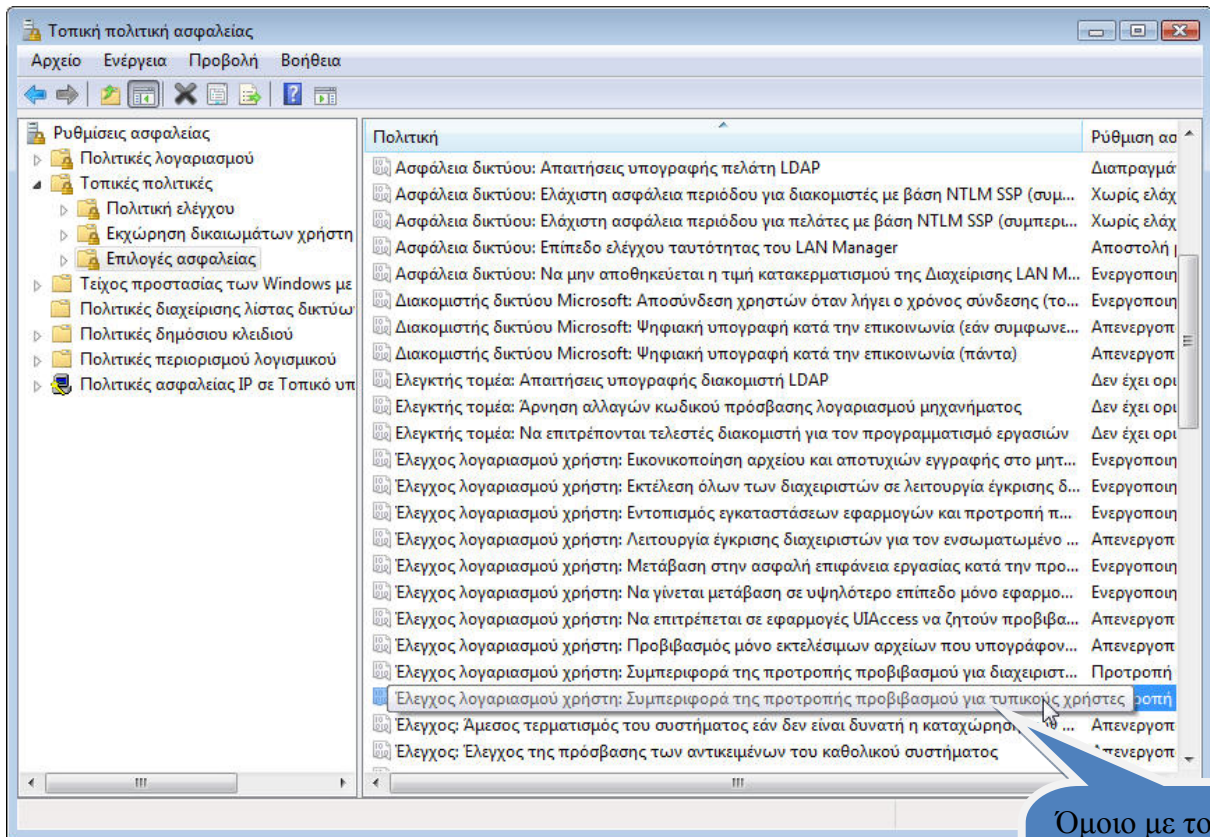 Τοπική πολιτική ασφαλείας
Αρχείο Ενέργεια Προβολή Βοήθεια
Ρυθμίσεις ασφαλείας
Πολιτικές λογαριασμού
Τοπικές πολιτικές
Πολιτική ελέγχου
Εκχώρηση δικαιωμάτων χρήστη
Επιλογές ασφαλείας
Τείχος προστασίας των Windows με
Πολιτικές διαχείρισης λίστας δικτύω
Πολιτικές δημόσιου κλειδιού
Πολιτικές περιορισμού λογισμικού
Πολιτικές ασφαλείας IP σε Τοπικό υπ
Πολιτική Ρύθμιση ασ
Ασφάλεια δικτύου: Απαιτήσεις υπογραφής πελάτη LDAP Διαπραγμά
Ασφάλεια δικτύου: Ελάχιστη ασφάλεια περιόδου για διακομιστές με βάση NTLM SSP (συμ... Χωρίς ελάχ
Ασφάλεια δικτύου: Ελάχιστη ασφάλεια περιόδου για πελάτες με βάση NTLM SSP (συμπερι... Χωρίς ελάχ
Ασφάλεια δικτύου: Επίπεδο ελέγχου ταυτότητας του LAN Manager Αποστολή
Ασφάλεια δικτύου: Να μην αποθηκεύεται η τιμή κατακερματισμού της Διαχείρισης LAN M... Ενεργοποιη
Διακομιστής δικτύου Microsoft: Αποσύνδεση χρηστών όταν λήγει ο χρόνος σύνδεσης (το... Ενεργοποιη
Διακομιστής δικτύου Microsoft: Ψηφιακή υπογραφή κατά την επικοινωνία (εάν συμφωνε... Απενεργοπ
Διακομιστής δικτύου Microsoft: Ψηφιακή υπογραφή κατά την επικοινωνία (πάντα) Απενεργοπ
Ελεγκτής τομέα: Απαιτήσεις υπογραφής διακομιστή LDAP Δεν έχει ορι
Ελεγκτής τομέα: Άρνηση αλλαγών κωδικού πρόσβασης λογαριασμού μηχανήματος Δεν έχει ορι
Ελεγκτής τομέα: Να επιτρέπονται τελεστές διακομιστή για τον προγραμματισμό εργασιών Δεν έχει ορι
Έλεγχος λογαριασμού χρήστη: Εικονικοποίηση αρχείου και αποτυχιών εγγραφής στο μητ... Ενεργοποιη
Έλεγχος λογαριασμού χρήστη: Εκτέλεση όλων των διαχειριστών σε λειτουργία έγκρισης δ... Ενεργοποιη
Έλεγχος λογαριασμού χρήστη: Εντοπισμός εγκαταστάσεων εφαρμογών και προτροπή π... Ενεργοποιη
Έλεγχος λογαριασμού χρήστη: Λειτουργία έγκρισης διαχειριστών για τον ενσωματωμένο ... Απενεργοπ
Έλεγχος λογαριασμού χρήστη: Μετάβαση στην ασφαλή επιφάνεια εργασίας κατά την προ... Ενεργοποιη
Έλεγχος λογαριασμού χρήστη: Να γίνεται μετάβαση σε υψηλότερο επίπεδο μόνο εφαρμο... Ενεργοποιη
Έλεγχος λογαριασμού χρήστη: Να επιτρέπεται σε εφαρμογές UIAccess να ζητούν προβιβα... Απενεργοπ
Έλεγχος λογαριασμού χρήστη: Προβιβασμός μόνο εκτελέσιμων αρχείων που υπογράφον... Απενεργοπ
Έλεγχος λογαριασμού χρήστη: Συμπεριφορά της προτροπής προβιβασμού για διαχειριστ... Προτροπή
Έλεγχος λογαριασμού χρήστη: Συμπεριφορά της προτροπής προβιβασμού για τυπικούς χρήστες ροπή
Έλεγχος: Άμεσος τερματισμός του συστήματος εάν δεν είναι δυνατή η καταχώρηση ... Απενεργοπ
Έλεγχος: Έλεγχος της πρόσβασης των αντικειμένων του καθολικού συστήματος πενεργοπ
Όμοιο με το